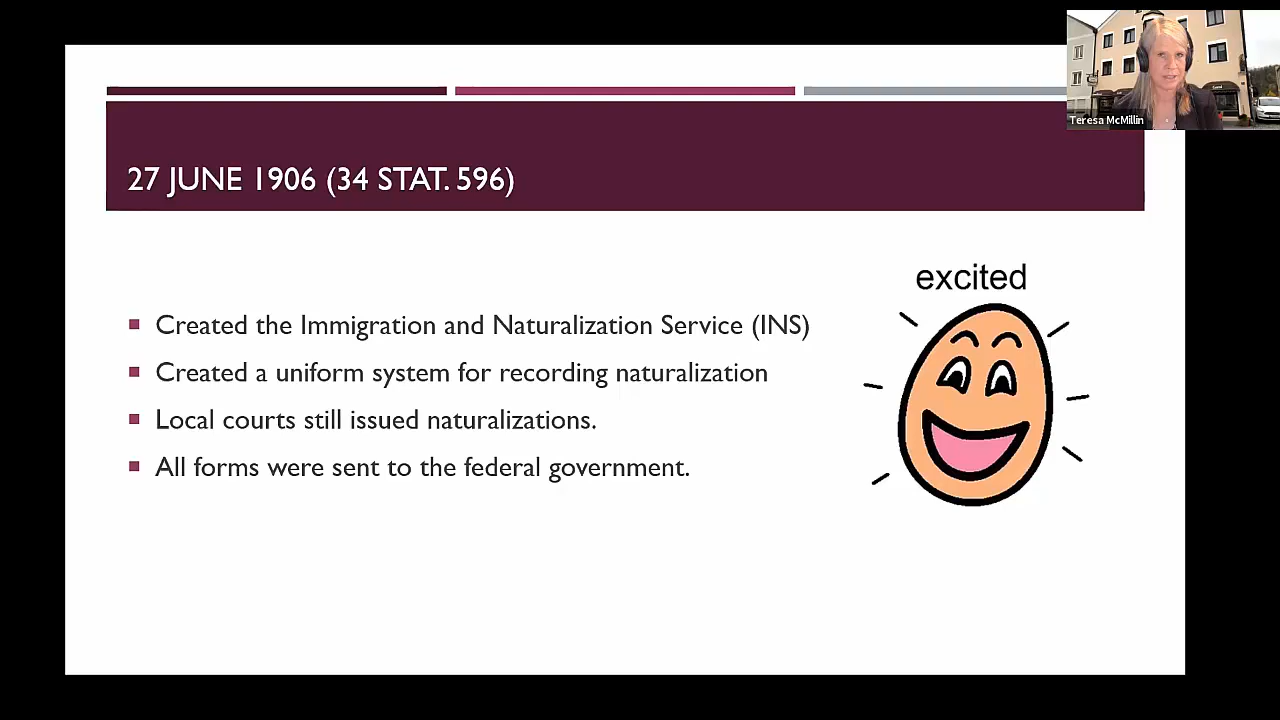 Teresa McMillin
27 JUNE 1906 (34 STAT. 596)
excited
Created the Immigration and Naturalization Service (INS)
Created a uniform system for recording naturalization
Local courts still issued naturalizations.
All forms were sent to the federal government.